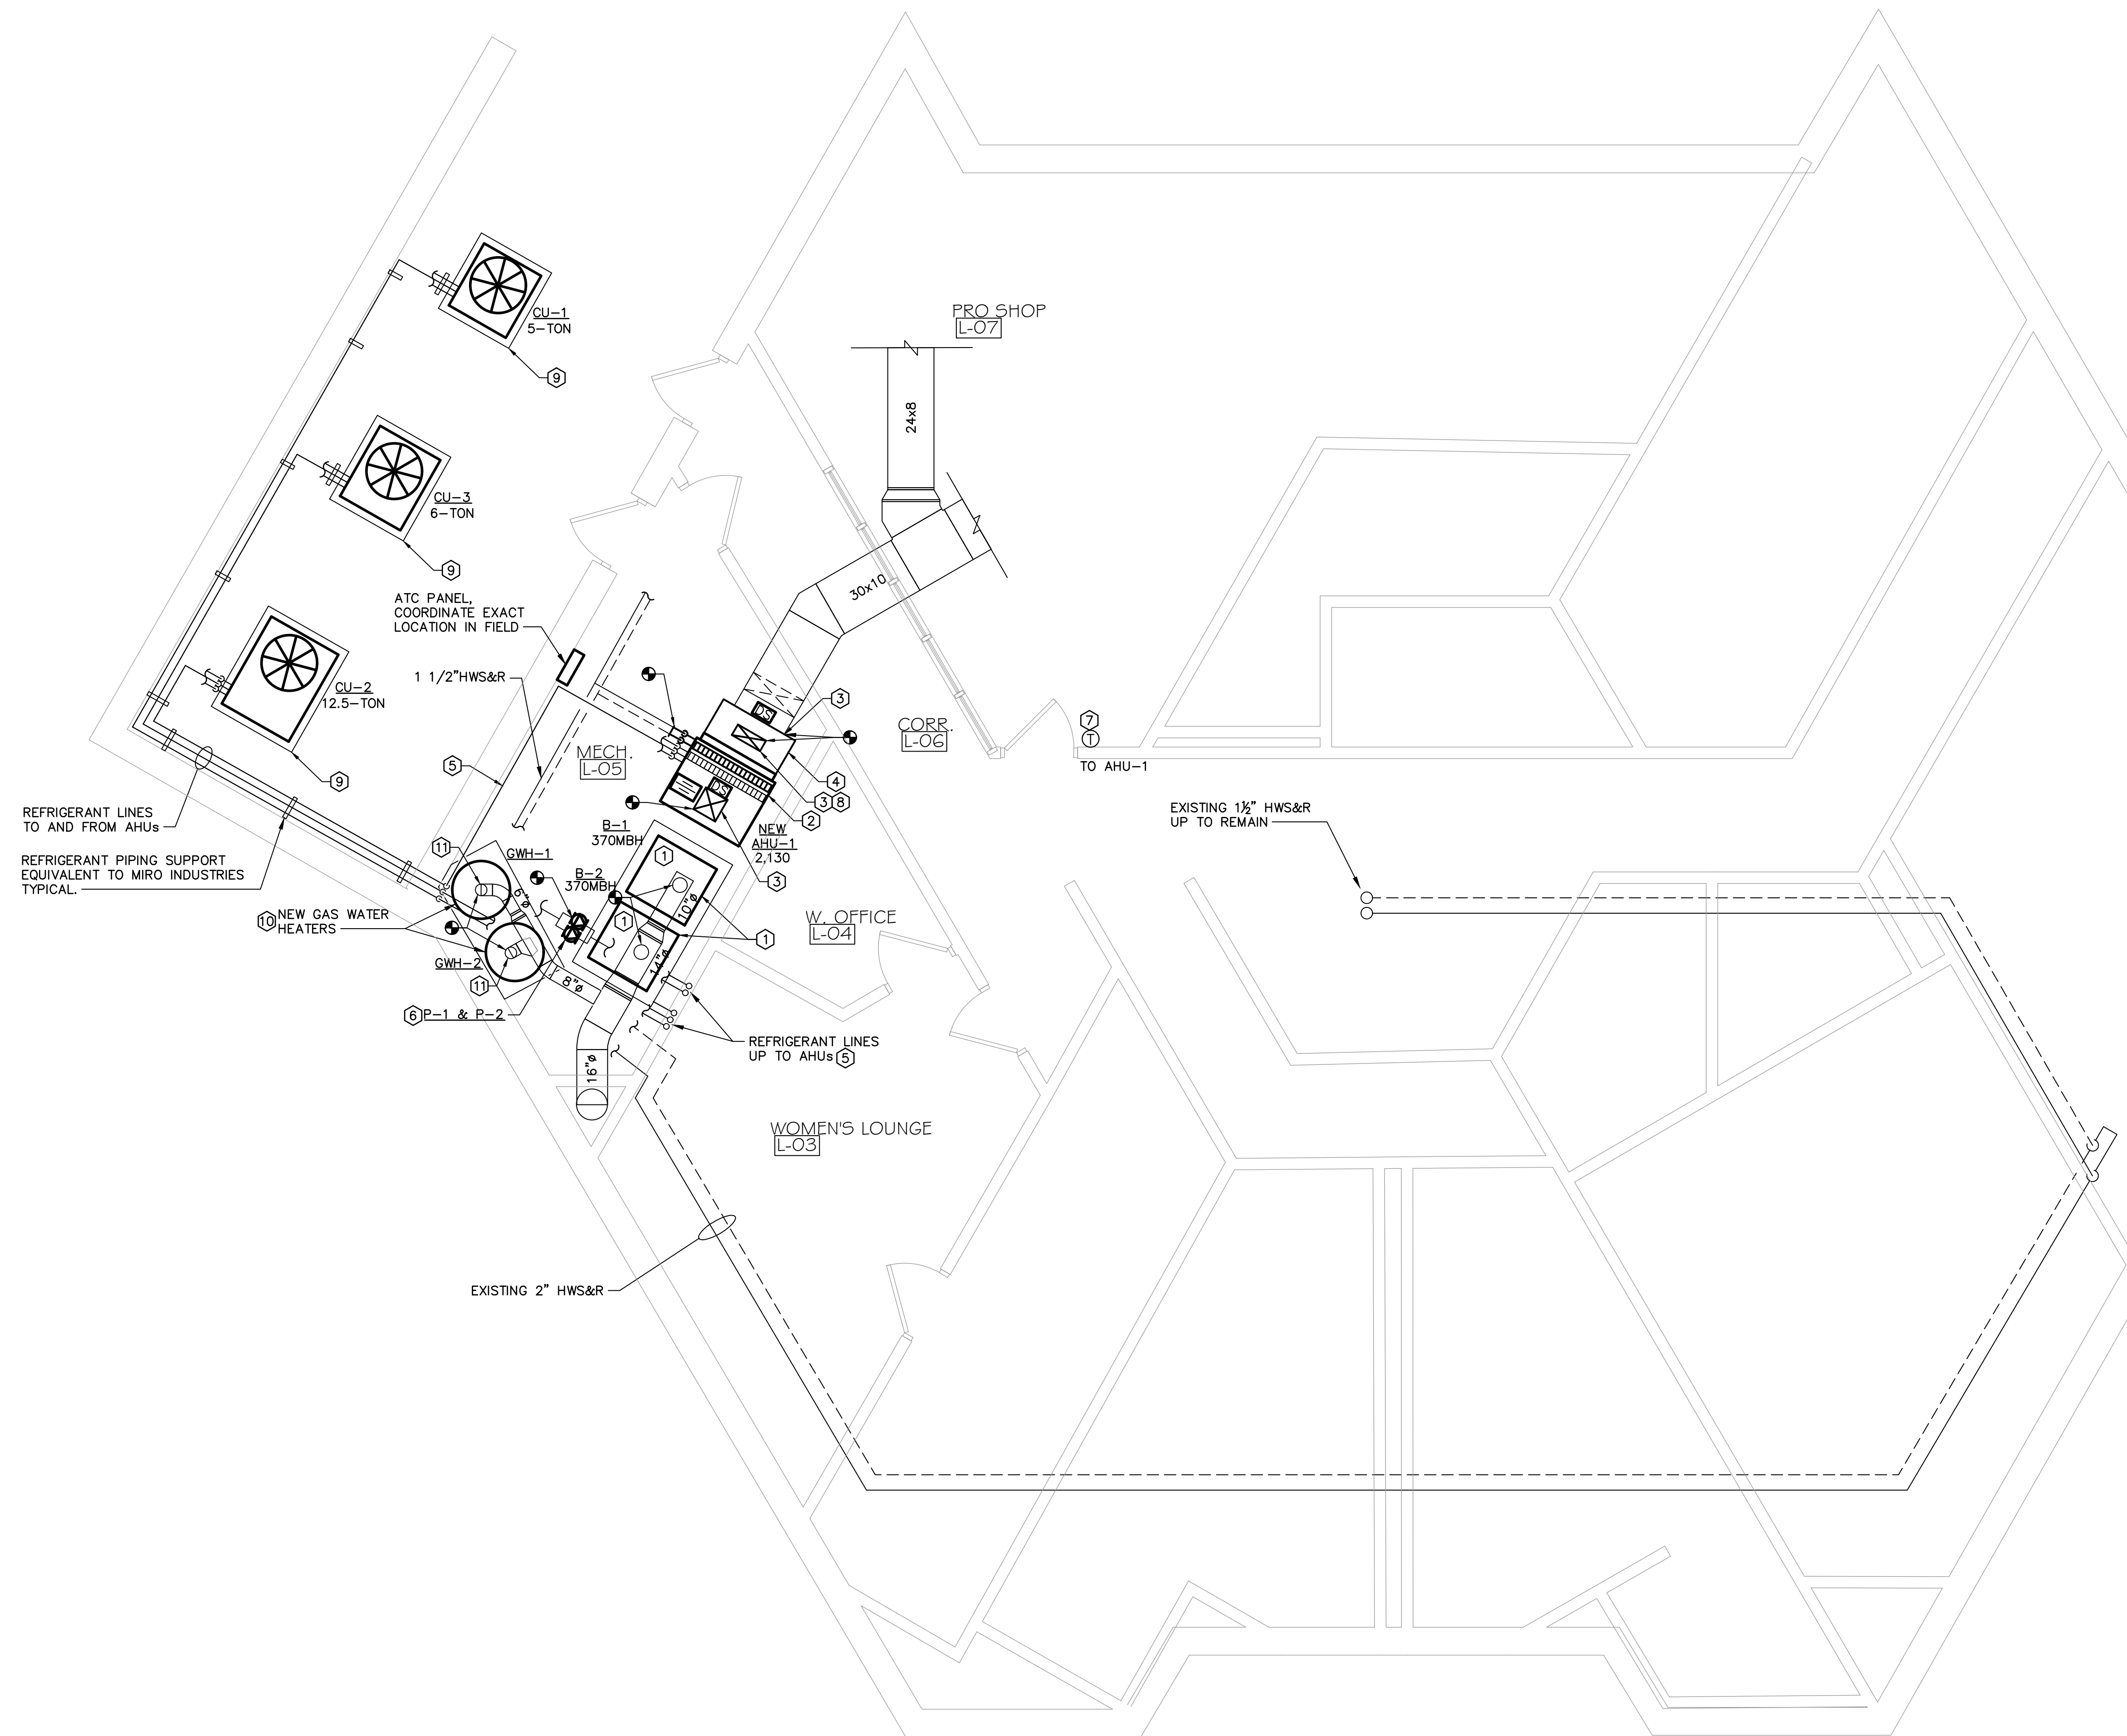 PRO SHOP
L-07
CU-1
5-TON
9
24x8
CU-3
6-TON
9
30x10
ATC PANEL,
COORDINATE EXACT
LOCATION IN FIELD
1 1/2"HWS&R
CU-2
12.5-TON
9
5
MECH.
L-05
DS
3
CORR.
L-06
4
3 8
2
DS
7
T
TO AHU-1
REFRIGERANT LINES
TO AND FROM AHUs
REFRIGERANT PIPING SUPPORT
EQUIVALENT TO MIRO INDUSTRIES
TYPICAL.
EXISTING 1½" HWS&R
UP TO REMAIN
B-1
370MBH
NEW
AHU-1
2,130
3
11
GWH-1
1
B-2
370MBH
6"ø
10"ø
1
1
10 NEW GAS WATER
HEATERS
W. OFFICE
L-04
GWH-2
11
8"ø
14"ø
6 P-1 & P-2
REFRIGERANT LINES
UP TO AHUs 5
16"ø
WOMEN'S LOUNGE
L-03
EXISTING 2" HWS&R